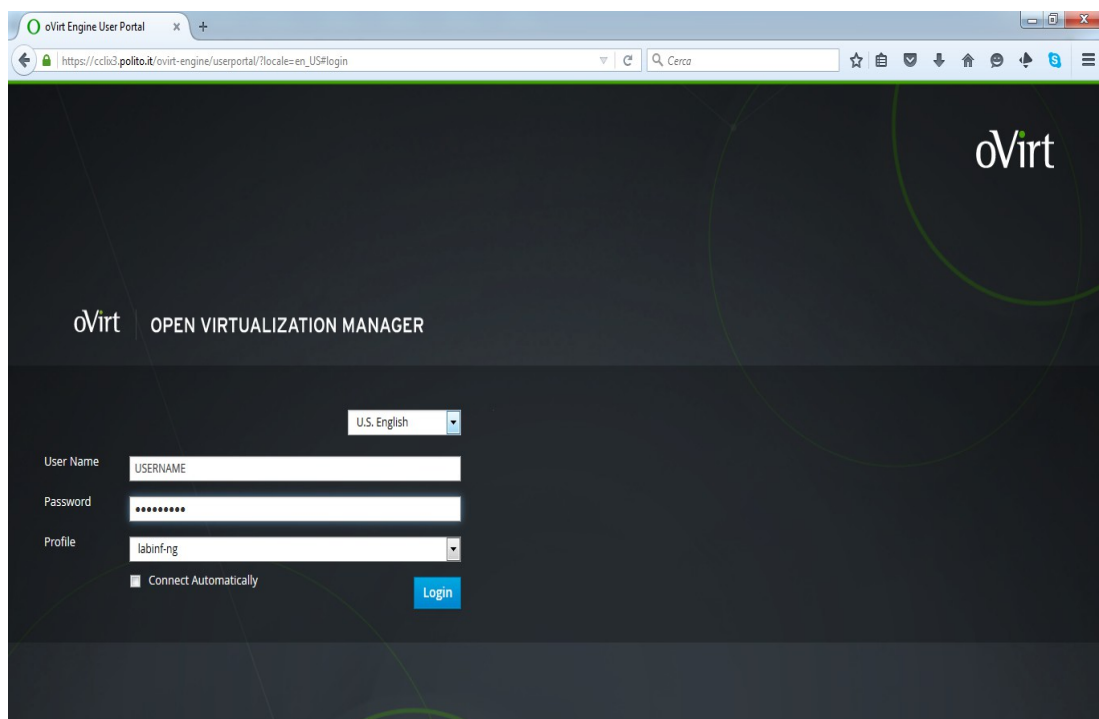 oVirt Engine User Portal
https://cclix3.polito.it/ovirt-engine/userportal/?locale=en_US#login
Cerca
oVirt
oVirt OPEN VIRTUALIZATION MANAGER
U.S. English
User Name USERNAME
Password •••••••••
Profile labinf-ng
Connect Automatically
Login